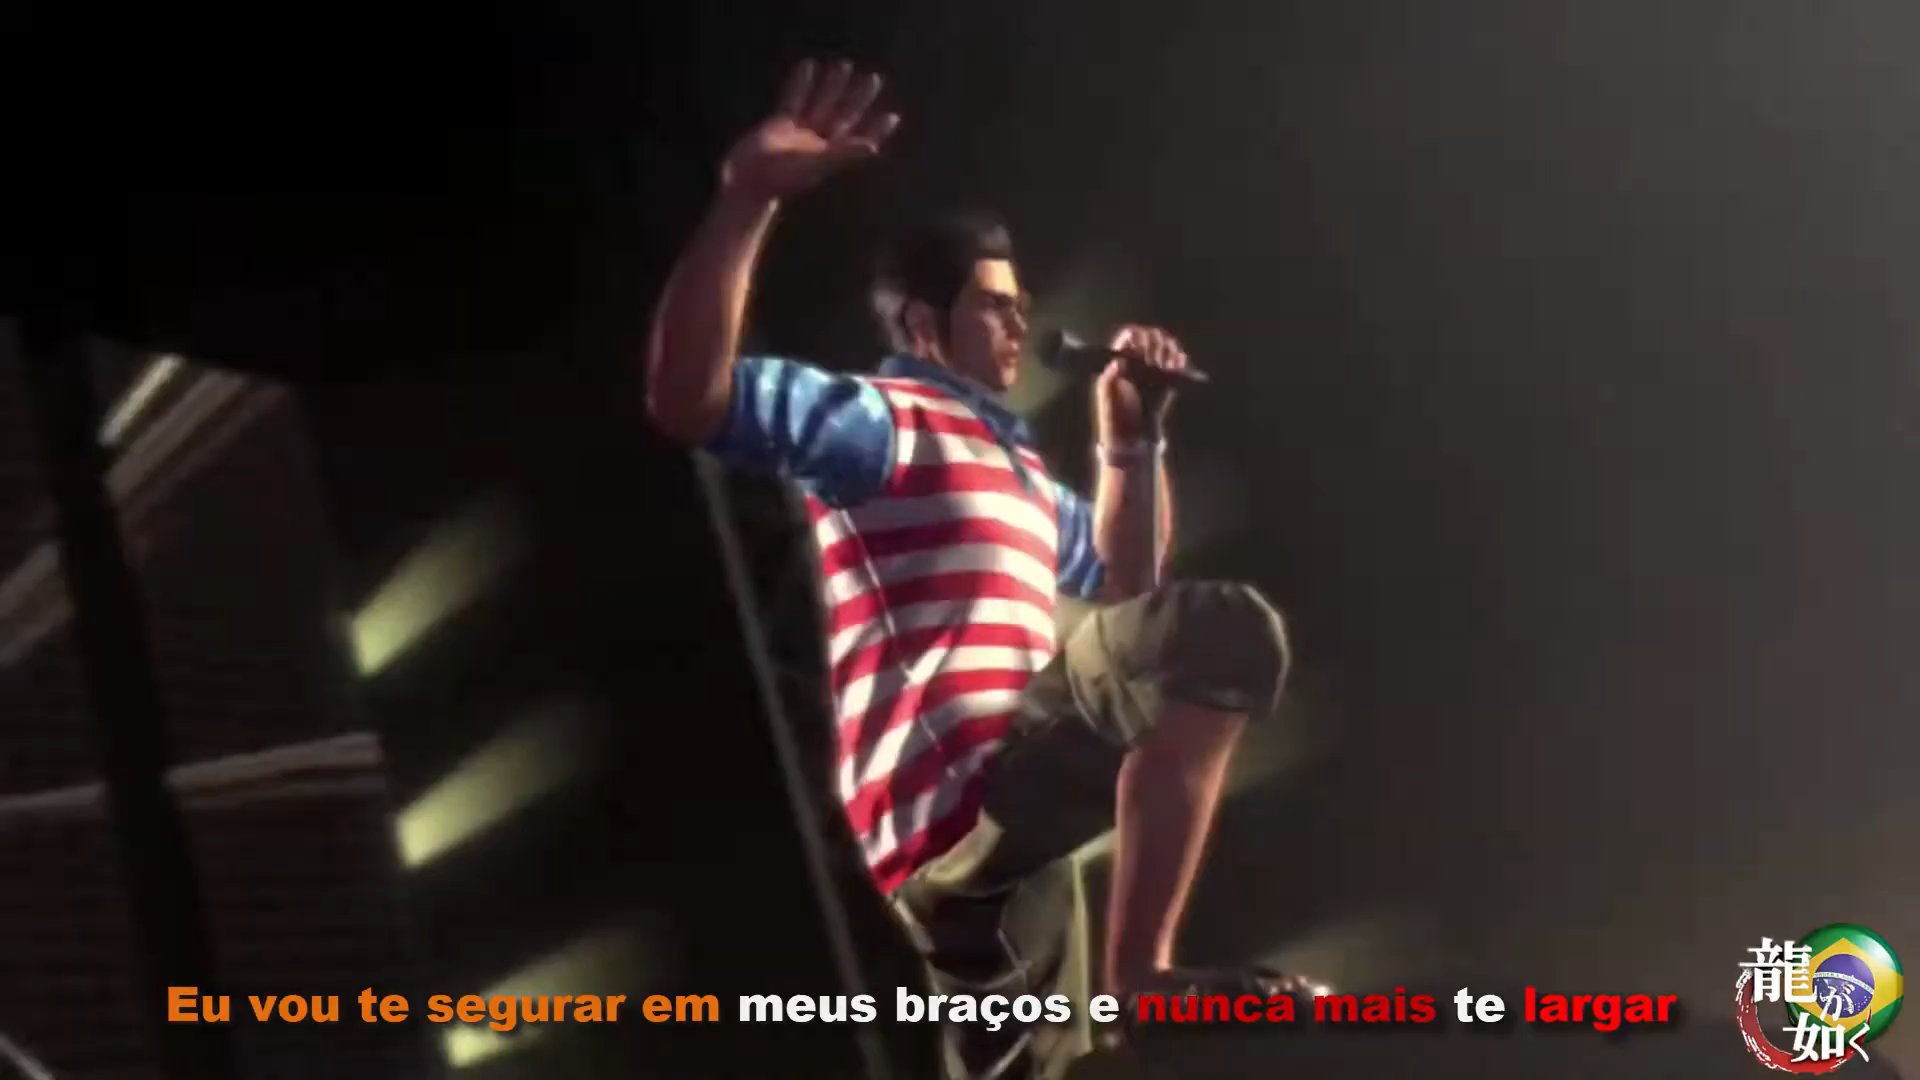 Eu vou te segurar em meus braços e nunca mais te largar
龍が如く